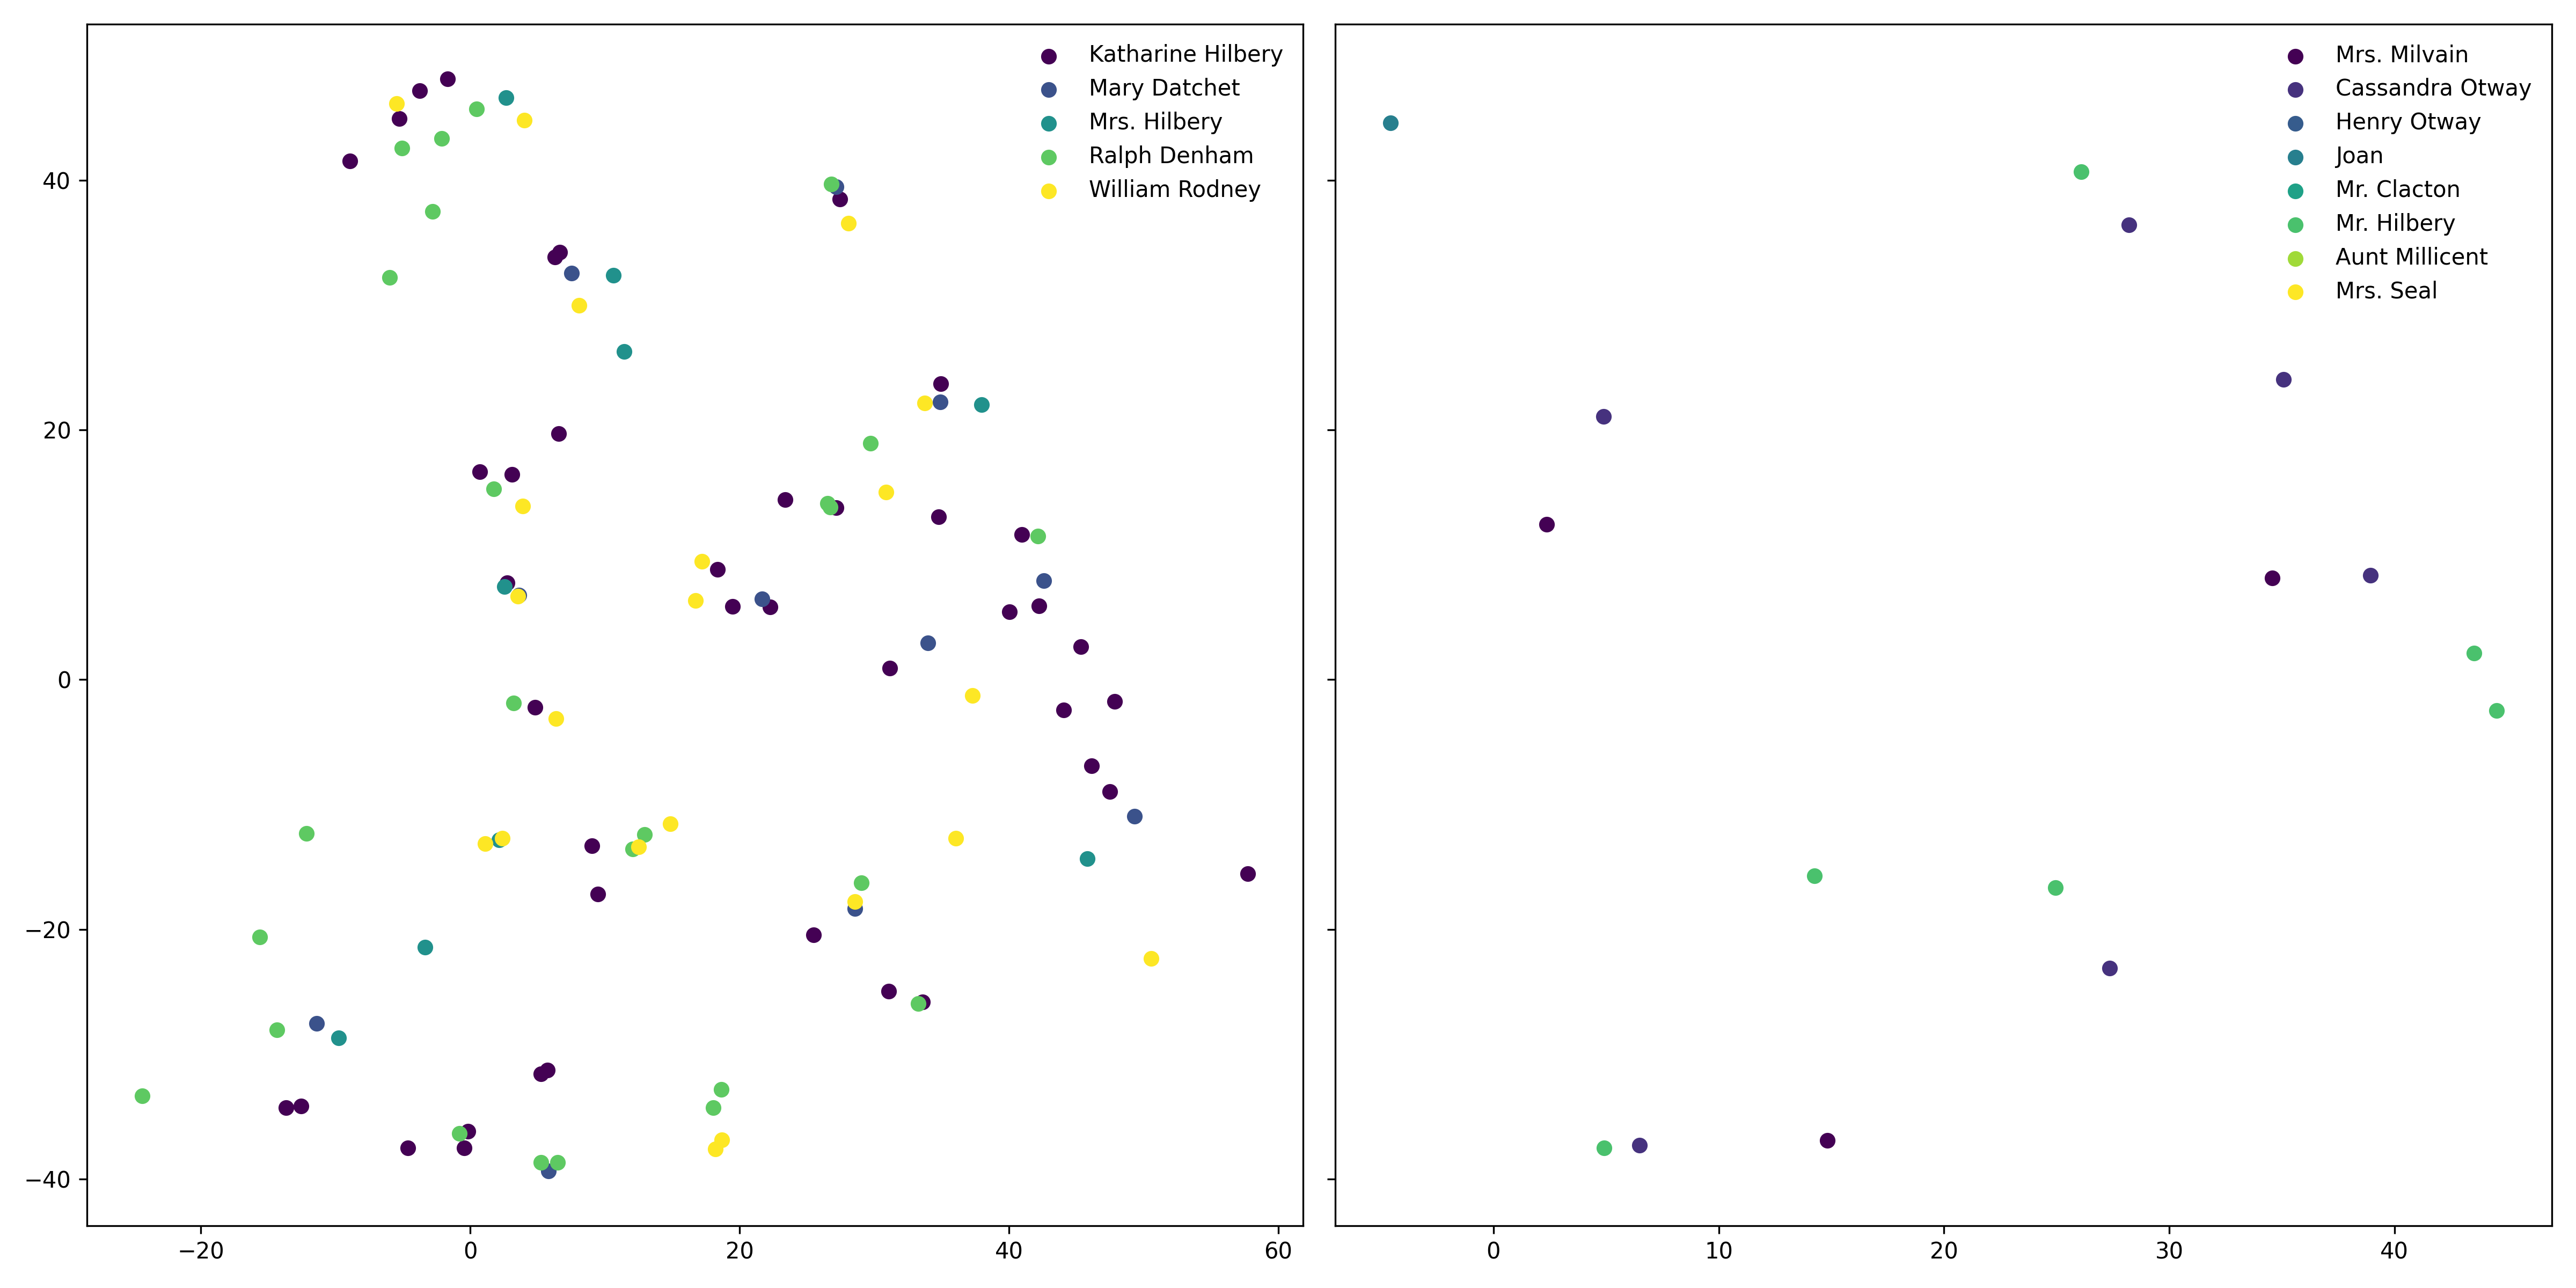 Katharine Hilbery
Mary Datchet
Mrs. Hilbery
Ralph Denham
William Rodney
40
20
0
−20
−40
−20 0 20 40 60
Mrs. Milvain
Cassandra Otway
Henry Otway
Joan
Mr. Clacton
Mr. Hilbery
Aunt Millicent
Mrs. Seal
0 10 20 30 40